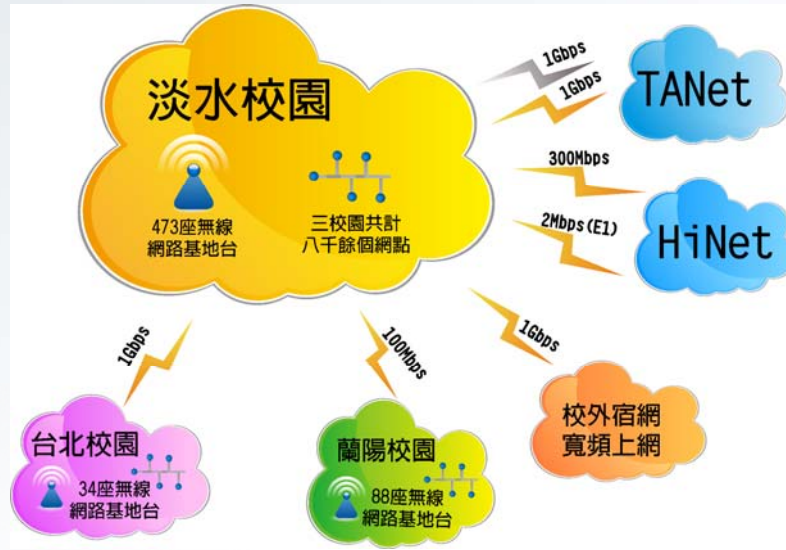 淡水校園
473座無線
網路基地台
三校園共計
八千餘個網點
1Gbps
1Gbps
TANet
300Mbps
2Mbps(E1)
HiNet
1Gbps
100Mbps
1Gbps
校外宿網
寬頻上網
台北校園
34座無線
網路基地台
蘭陽校園
88座無線
網路基地台